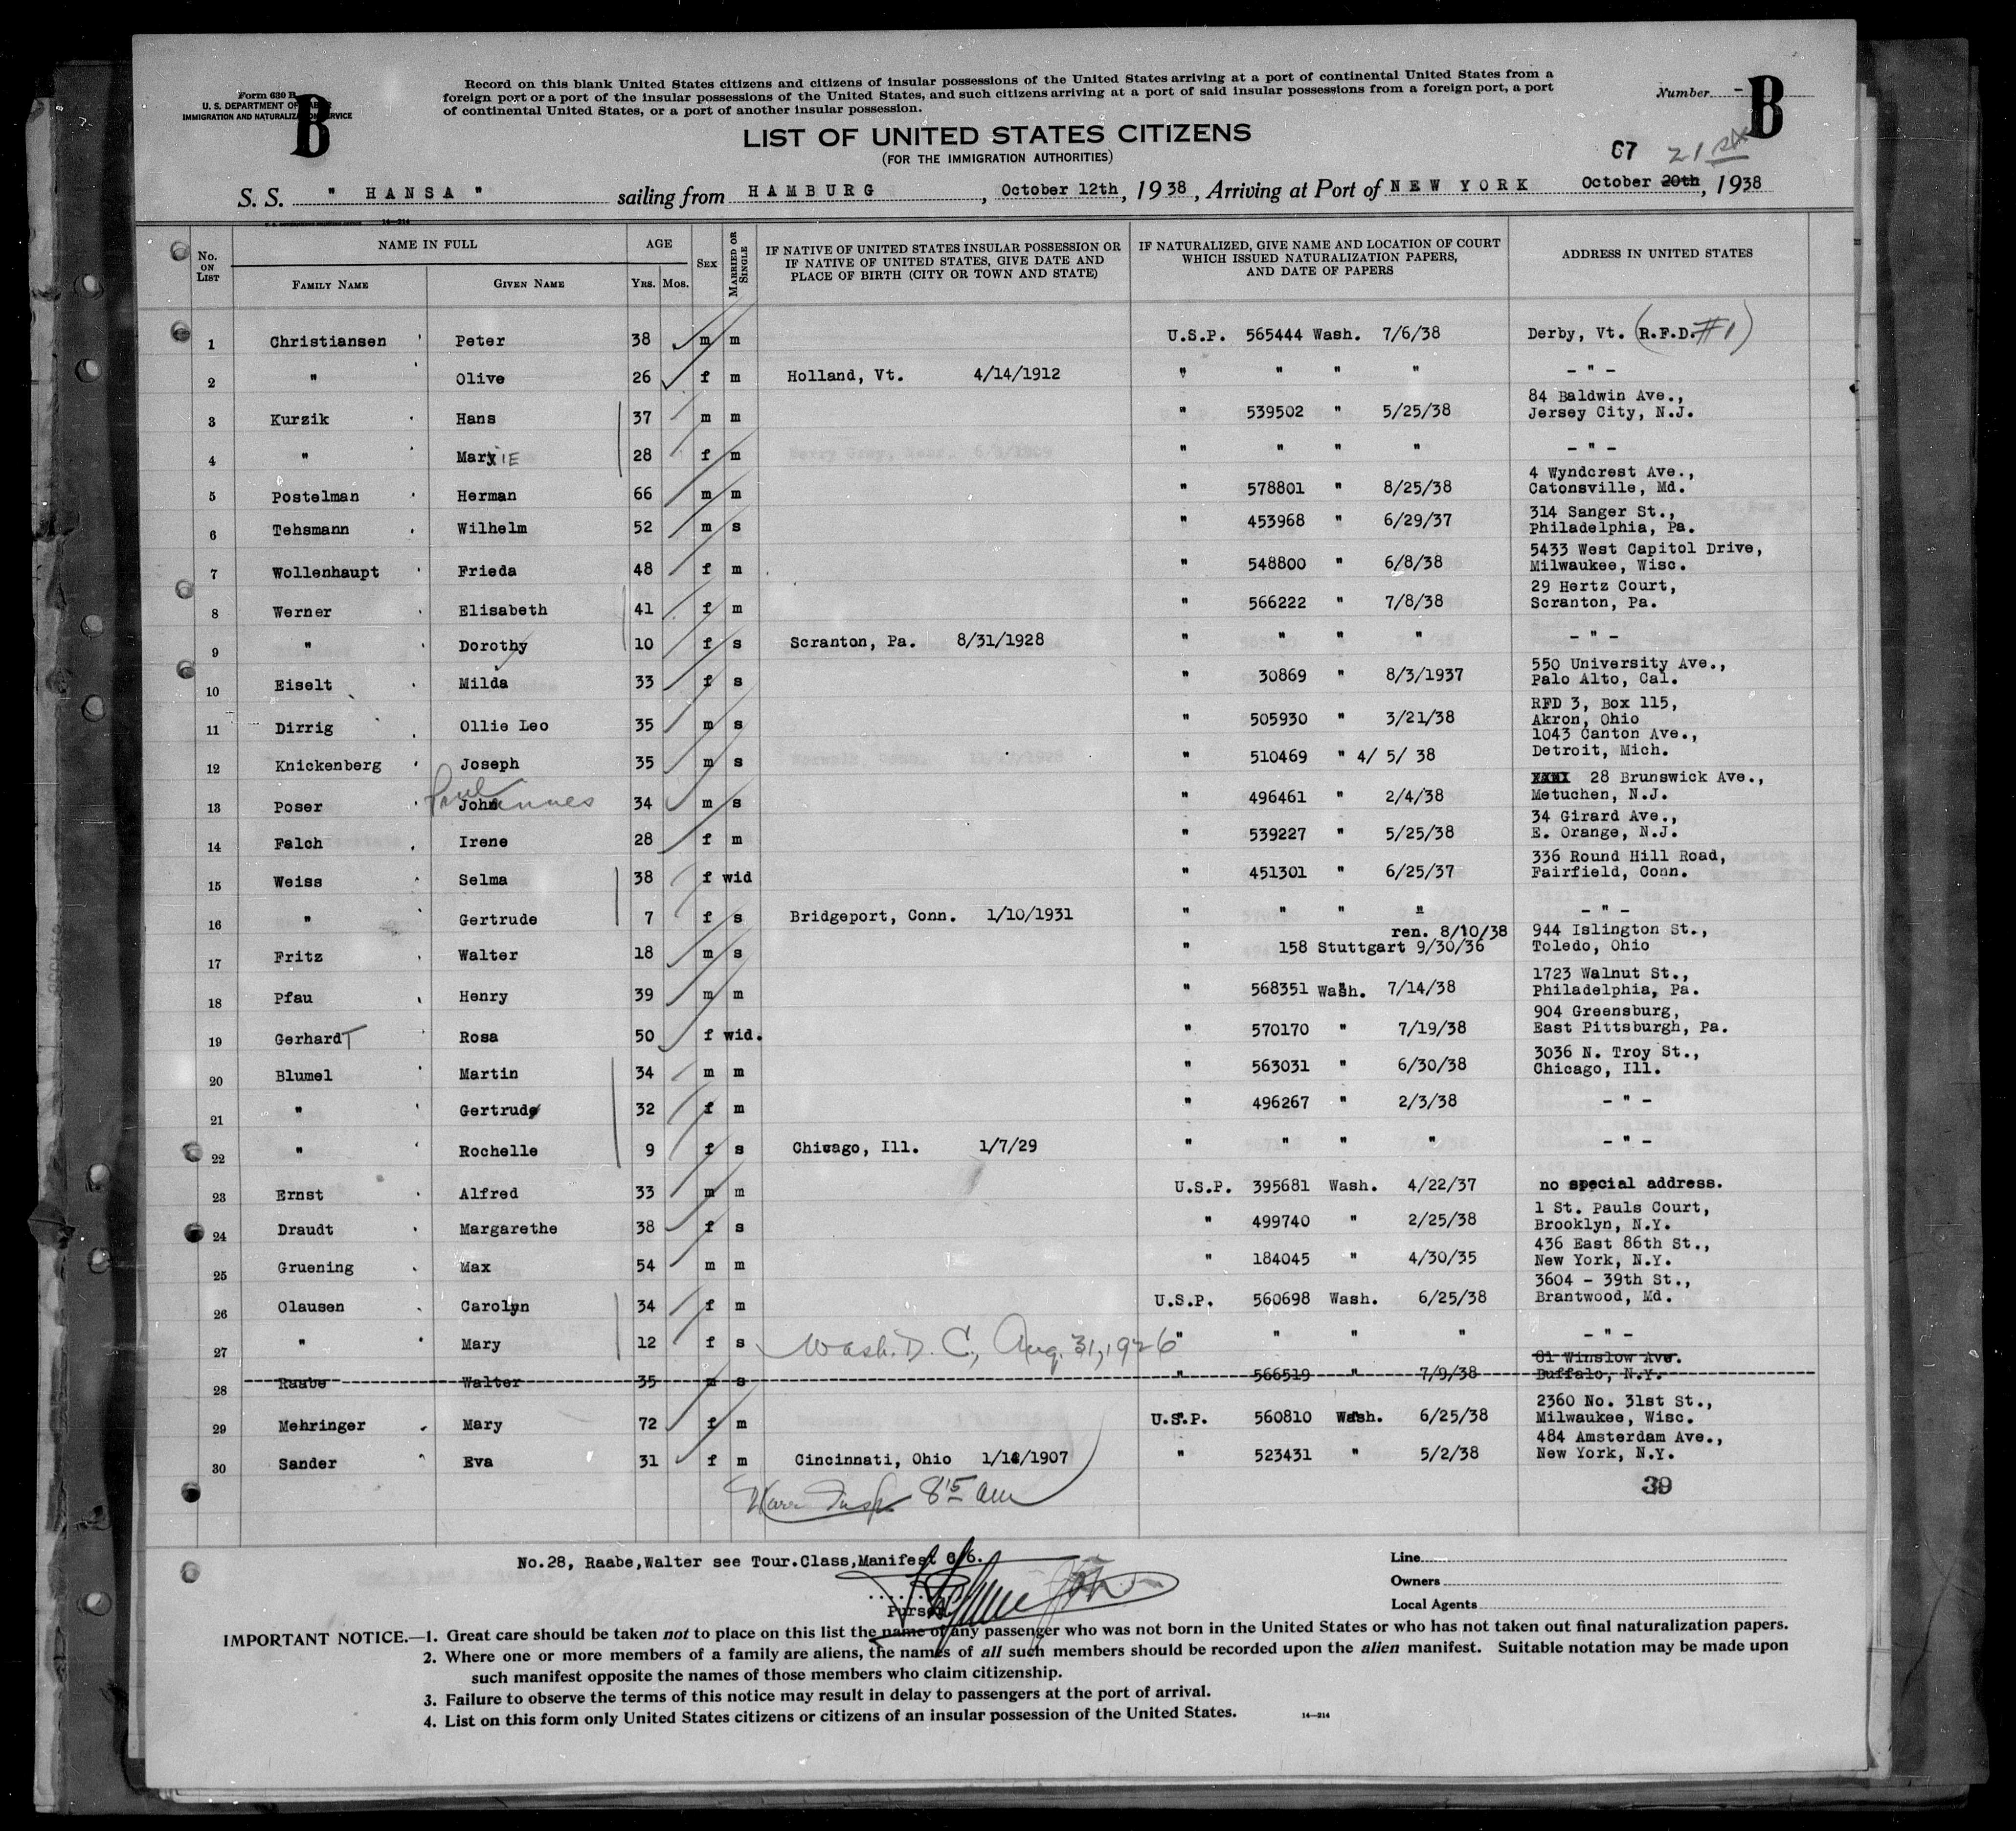 Form 630 B
U. S. DEPARTMENT OF LABOR
IMMIGRATION AND NATURALIZATION SERVICE
B
Record on this blank United States citizens and citizens of insular possessions of the United States arriving at a port of continental United States from a
foreign port or a port of the insular possessions of the United States, and such citizens arriving at a port of said insular possessions from a foreign port, a port
of continental United States, or a port of another insular possession.
Number -
B
LIST OF UNITED STATES CITIZENS
(FOR THE IMMIGRATION AUTHORITIES)
67 21st
S. S. " HANSA " sailing from HAMBURG, October 12th, 1938, Arriving at Port of NEW YORK October 20th, 1938
14-214
No. ON LIST
NAME IN FULL
FAMILY NAME GIVEN NAME
AGE
YRS. MOS.
SEX
MARRIED OR SINGLE
IF NATIVE OF UNITED STATES INSULAR POSSESSION OR
IF NATIVE OF UNITED STATES, GIVE DATE AND
PLACE OF BIRTH (CITY OR TOWN AND STATE)
IF NATURALIZED, GIVE NAME AND LOCATION OF COURT
WHICH ISSUED NATURALIZATION PAPERS,
AND DATE OF PAPERS
ADDRESS IN UNITED STATES
1 Christiansen Peter 38 m m U.S.P. 565444 Wash. 7/6/38 Derby, Vt. (R.F.D. #1)
2 " Olive 26 f m Holland, Vt. 4/14/1912 " " " " - " -
3 Kurzik Hans 37 m m " 539502 " 5/25/38 84 Baldwin Ave.,
Jersey City, N.J.
4 " MarxIE 28 f m " " " " - " -
5 Postelman Herman 66 m m " 578801 " 8/25/38 4 Wyndcrest Ave.,
Catonsville, Md.
6 Tehsmann Wilhelm 52 m s " 453968 " 6/29/37 314 Sanger St.,
Philadelphia, Pa.
7 Wollenhaupt Frieda 48 f m " 548800 " 6/8/38 5433 West Capitol Drive,
Milwaukee, Wisc.
8 Werner Elisabeth 41 f m " 566222 " 7/8/38 29 Hertz Court,
Scranton, Pa.
9 " Dorothy 10 f s Scranton, Pa. 8/31/1928 " " " " - " -
10 Eiselt Milda 33 f s " 30869 " 8/3/1937 550 University Ave.,
Palo Alto, Cal.
11 Dirrig Ollie Leo 35 m s " 505930 " 3/21/38 RFD 3, Box 115,
Akron, Ohio
12 Knickenberg Joseph 35 m s " 510469 " 4/ 5/ 38 1043 Canton Ave.,
Detroit, Mich.
13 Poser Paul Johannes 34 m s " 496461 " 2/4/38 28 Brunswick Ave.,
Metuchen, N.J.
14 Falch Irene 28 f m " 539227 " 5/25/38 34 Girard Ave.,
E. Orange, N.J.
15 Weiss Selma 38 f wid " 451301 " 6/25/37 336 Round Hill Road,
Fairfield, Conn.
16 " Gertrude 7 f s Bridgeport, Conn. 1/10/1931 " " " " - " -
ren. 8/10/38
17 Fritz Walter 18 m s " 158 Stuttgart 9/30/36 944 Islington St.,
Toledo, Ohio
18 Pfau Henry 39 m m " 568351 Wash. 7/14/38 1723 Walnut St.,
Philadelphia, Pa.
19 GerhardT Rosa 50 f wid. " 570170 " 7/19/38 904 Greensburg,
East Pittsburgh, Pa.
20 Blumel Martin 34 m m " 563031 " 6/30/38 3036 N. Troy St.,
Chicago, Ill.
21 " Gertrude 32 f m " 496267 " 2/3/38 - " -
22 " Rochelle 9 f s Chicago, Ill. 1/7/29 " " " " - " -
23 Ernst Alfred 33 m m U.S.P. 395681 Wash. 4/22/37 no special address.
24 Draudt Margarethe 38 f s " 499740 " 2/25/38 1 St. Pauls Court,
Brooklyn, N.Y.
25 Gruening Max 54 m m " 184045 " 4/30/35 436 East 86th St.,
New York, N.Y.
26 Olausen Carolyn 34 f m U.S.P. 560698 Wash. 6/25/38 3604 - 39th St.,
Brantwood, Md.
27 " Mary 12 f s Wash. D. C., Aug. 31, 1926 " " " " - " -
28 Raabe Walter 35 m s " 566519 " 7/9/38 81 Winslow Ave.
Buffalo, N.Y.
29 Mehringer Mary 72 f m U.S.P. 560810 Wash. 6/25/38 2360 No. 31st St.,
Milwaukee, Wisc.
30 Sander Eva 31 f m Cincinnati, Ohio 1/18/1907 " 523431 " 5/2/38 484 Amsterdam Ave.,
New York, N.Y.
8 15 am
39
No.28, Raabe,Walter see Tour.Class,Manifest 6/6.
Purser
Line
Owners
Local Agents
IMPORTANT NOTICE.—1. Great care should be taken not to place on this list the name of any passenger who was not born in the United States or who has not taken out final naturalization papers.
2. Where one or more members of a family are aliens, the names of all such members should be recorded upon the alien manifest. Suitable notation may be made upon
such manifest opposite the names of those members who claim citizenship.
3. Failure to observe the terms of this notice may result in delay to passengers at the port of arrival.
4. List on this form only United States citizens or citizens of an insular possession of the United States.
14-214